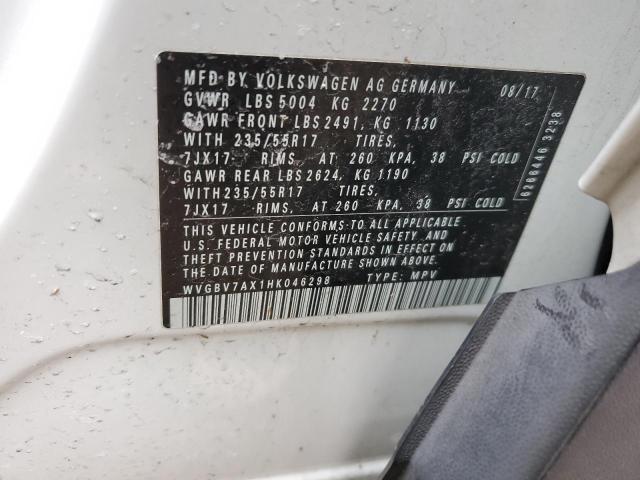 MFD BY VOLKSWAGEN AG GERMANY 08/17
GVWR LBS 5004 KG 2270
GAWR FRONT LBS 2491, KG 1130
WITH 235/55R17 TIRES,
7JX17 RIMS, AT 260 KPA, 38 PSI COLD
GAWR REAR LBS 2624, KG 1190
WITH 235/55R17 TIRES,
7JX17 RIMS, AT 260 KPA, 38 PSI COLD
THIS VEHICLE CONFORMS TO ALL APPLICABLE
U.S. FEDERAL MOTOR VEHICLE SAFETY AND
THEFT PREVENTION STANDARDS IN EFFECT ON
THE DATE OF MANUFACTURE SHOWN ABOVE.
WVGBV7AX1HK046298 TYPE: MPV
6266446 3238